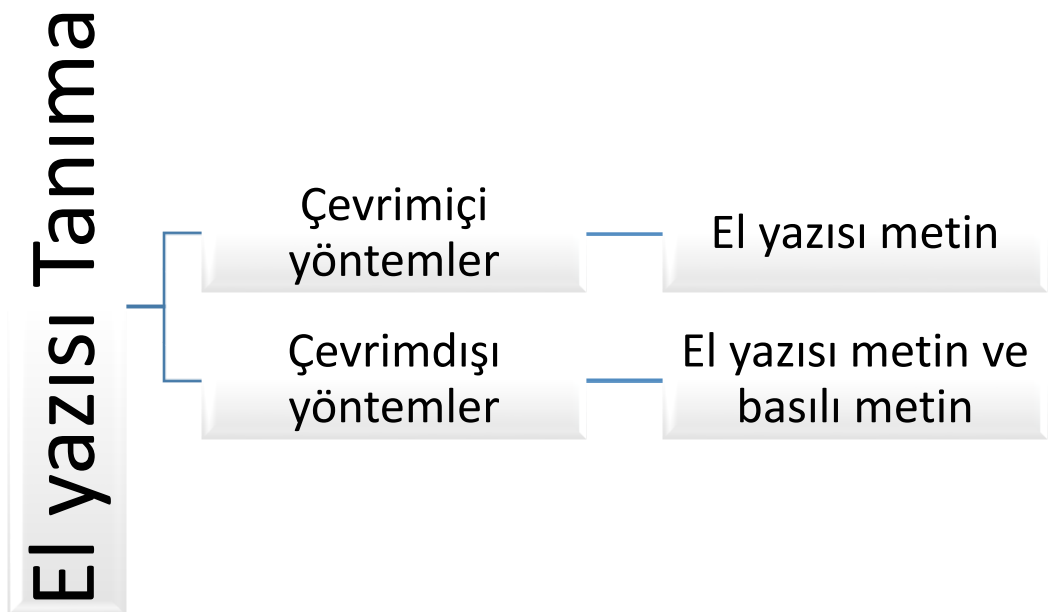 El yazısı Tanıma
Çevrimiçi
yöntemler
El yazısı metin
Çevrimdışı
yöntemler
El yazısı metin ve
basılı metin